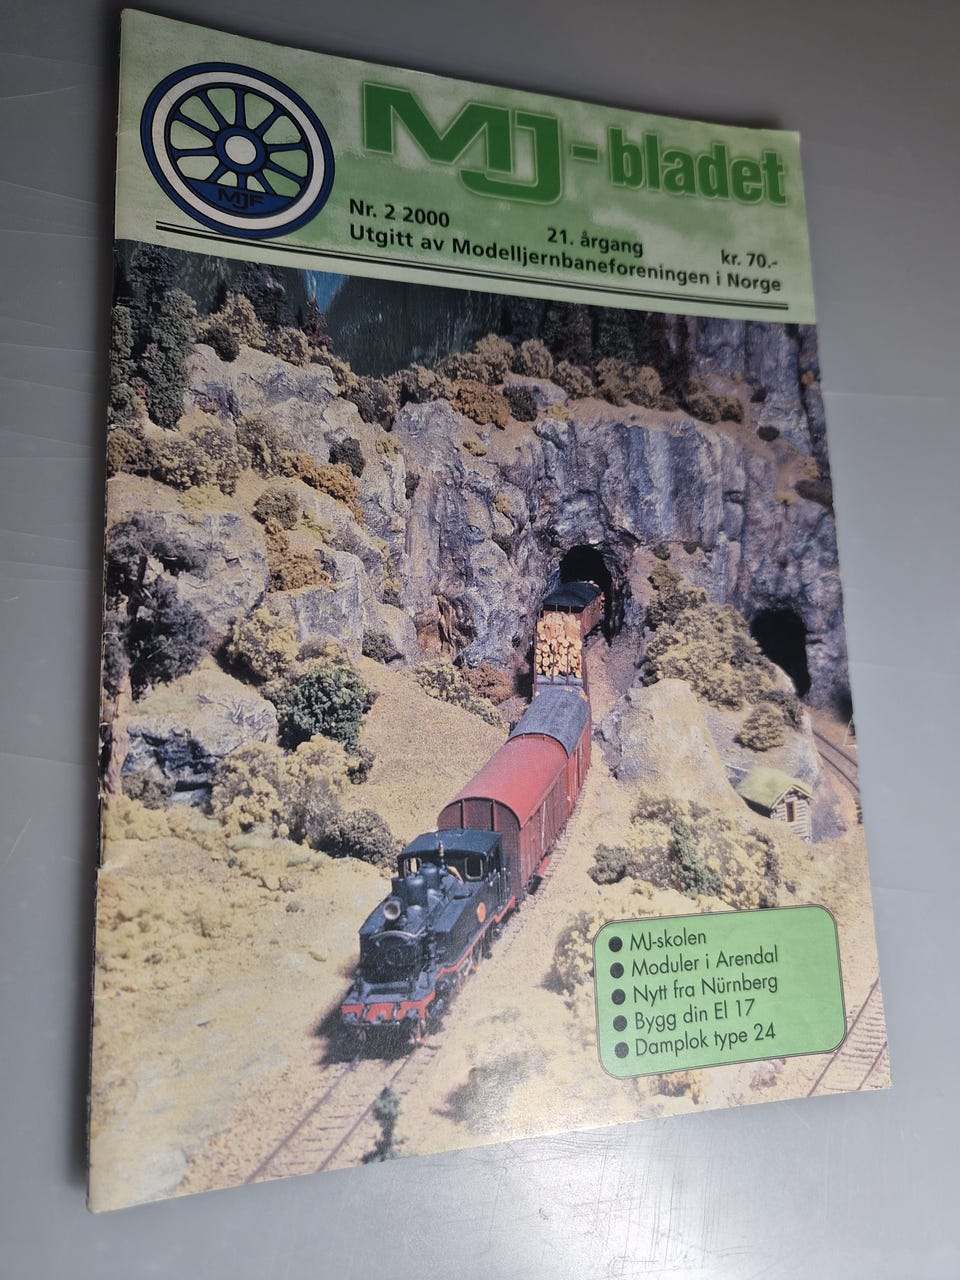 MJF
MJ-bladet
Nr. 2 2000 21. årgang kr. 70.-
Utgitt av Modelljernbaneforeningen i Norge
● MJ-skolen
● Moduler i Arendal
● Nytt fra Nürnberg
● Bygg din El 17
● Damplok type 24